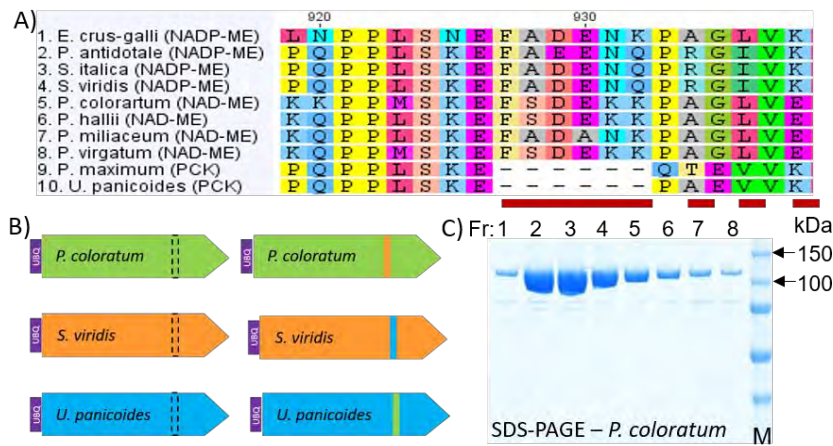 A)
920 930
1. E. crus-galli (NADP-ME) L N P P L S N E F A D E N K P A G L V K
2. P. antidotale (NADP-ME) P Q P P L S K E F A E E N Q P R G I V K
3. S. italica (NADP-ME) P Q P P L S K E F A D E N Q P R G I V K
4. S. viridis (NADP-ME) P Q P P L S K E F A D E N Q P R G I V K
5. P. colorartum (NAD-ME) K K P P M S K E F S D E K K P A G L V E
6. P. hallii (NAD-ME) K Q P P L S K E F S D E N K P A G L V E
7. P. miliaceum (NAD-ME) K Q P P L S K E F A D A N K P A G L V K
8. P. virgatum (NAD-ME) K Q P P M S K E F S D E K K P A G L V E
9. P. maximum (PCK) P Q P P L S K E - - - - - - Q T E V V K
10. U. panicoides (PCK) P Q P P L S K E - - - - - - P A E V V K
B)
UBQ P. coloratum UBQ P. coloratum
UBQ S. viridis UBQ S. viridis
UBQ U. panicoides UBQ U. panicoides
C) Fr: 1 2 3 4 5 6 7 8 kDa
150
100
SDS-PAGE – P. coloratum M